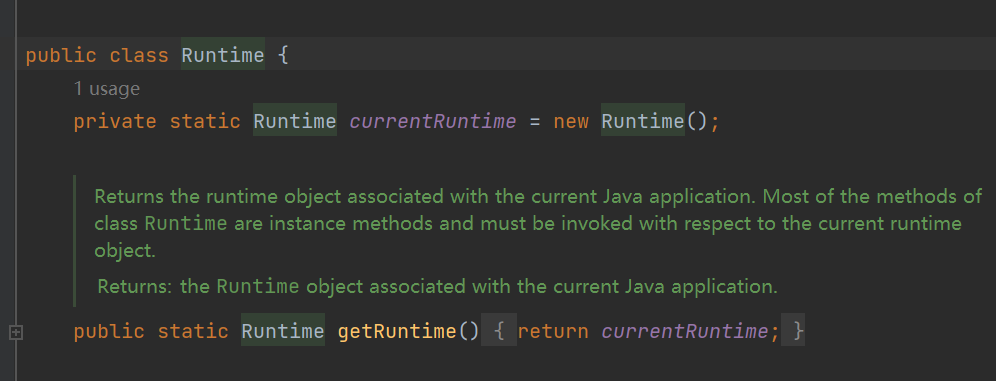 public class Runtime {
1 usage
private static Runtime currentRuntime = new Runtime();
Returns the runtime object associated with the current Java application. Most of the methods of
class Runtime are instance methods and must be invoked with respect to the current runtime
object.
Returns: the Runtime object associated with the current Java application.
public static Runtime getRuntime() { return currentRuntime; }